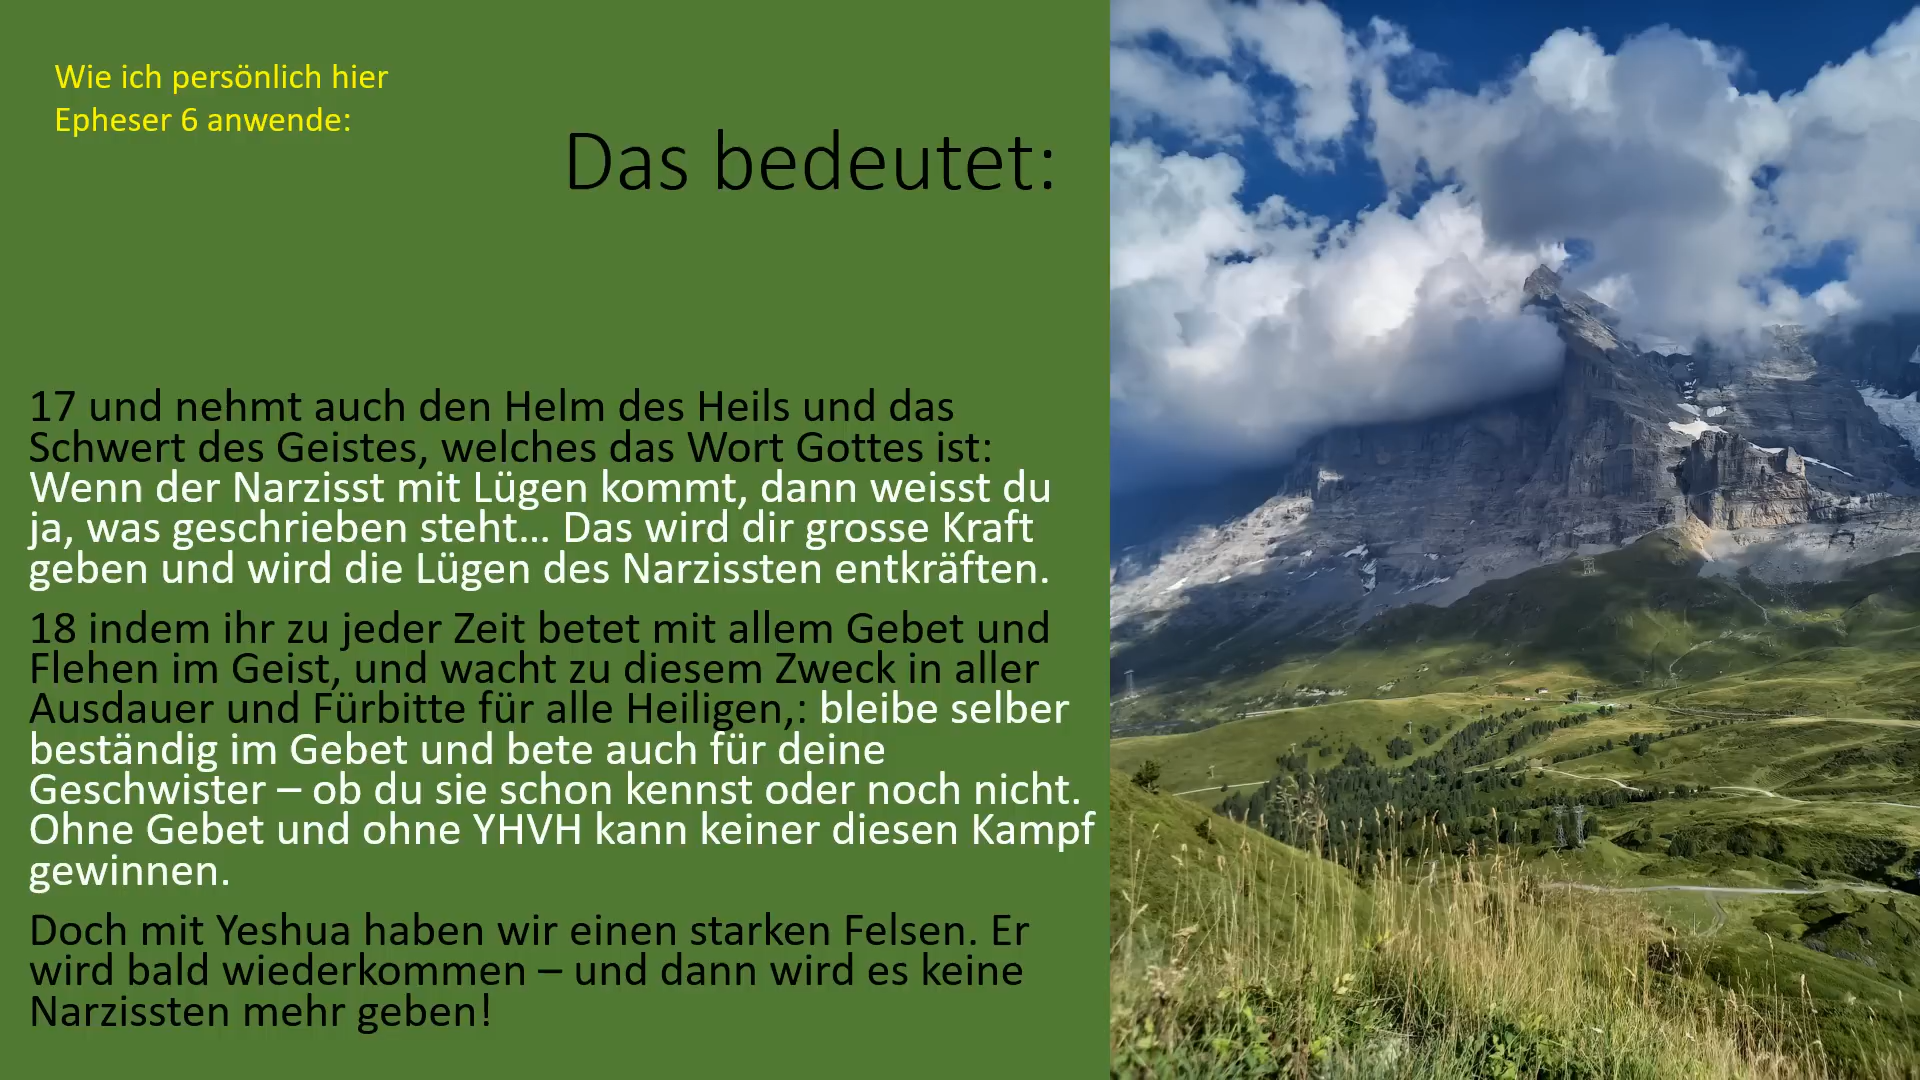 Wie ich persönlich hier
Epheser 6 anwende:
Das bedeutet:
17 und nehmt auch den Helm des Heils und das
Schwert des Geistes, welches das Wort Gottes ist:
Wenn der Narzisst mit Lügen kommt, dann weisst du
ja, was geschrieben steht... Das wird dir grosse Kraft
geben und wird die Lügen des Narzissten entkräften.
18 indem ihr zu jeder Zeit betet mit allem Gebet und
Flehen im Geist, und wacht zu diesem Zweck in aller
Ausdauer und Fürbitte für alle Heiligen,: bleibe selber
beständig im Gebet und bete auch für deine
Geschwister – ob du sie schon kennst oder noch nicht.
Ohne Gebet und ohne YHVH kann keiner diesen Kampf
gewinnen.
Doch mit Yeshua haben wir einen starken Felsen. Er
wird bald wiederkommen – und dann wird es keine
Narzissten mehr geben!